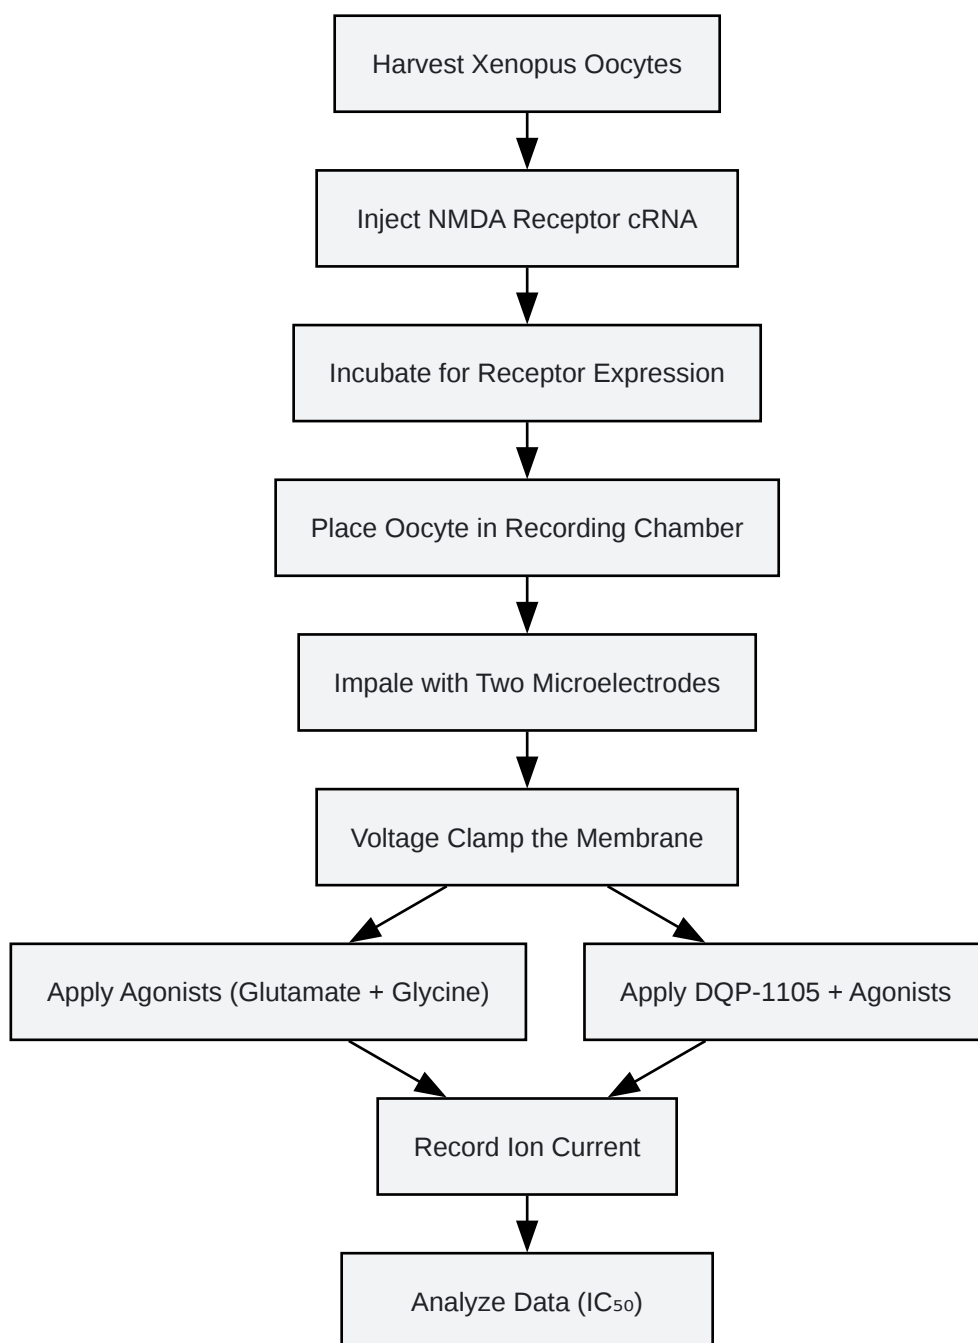 Harvest Xenopus Oocytes
Inject NMDA Receptor cRNA
Incubate for Receptor Expression
Place Oocyte in Recording Chamber
Impale with Two Microelectrodes
Voltage Clamp the Membrane
Apply Agonists (Glutamate + Glycine)
Apply DQP-1105 + Agonists
Record Ion Current
Analyze Data (IC₅₀)